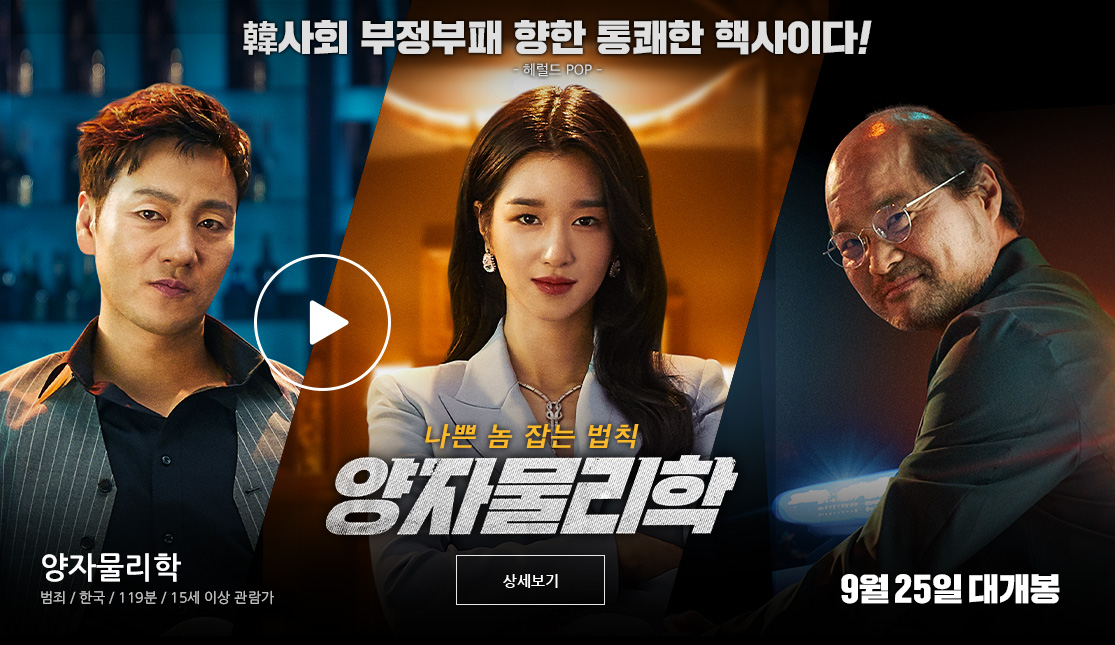 韓사회 부정부패 향한 통쾌한 핵사이다!
- 헤럴드 POP -
나쁜 놈 잡는 법칙
양자물리학
양자물리학
범죄 / 한국 / 119분 / 15세 이상 관람가
상세보기
9월 25일 대개봉